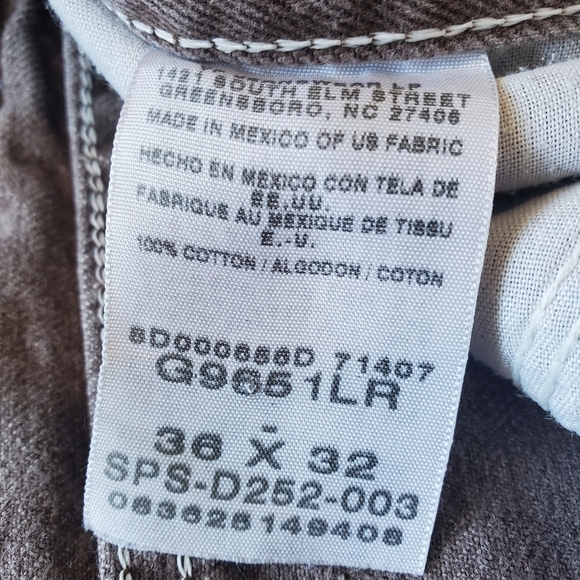 1421 SOUTH ELM STREET
GREENSBORO, NC 27406
MADE IN MEXICO OF US FABRIC
HECHO EN MEXICO CON TELA DE
EE.UU.
FABRIQUE AU MEXIQUE DE TISSU
E.-U.
100% COTTON / ALGODON / COTON
71407
G9651LR
36 X 32
SPS-D252-003
083625149408